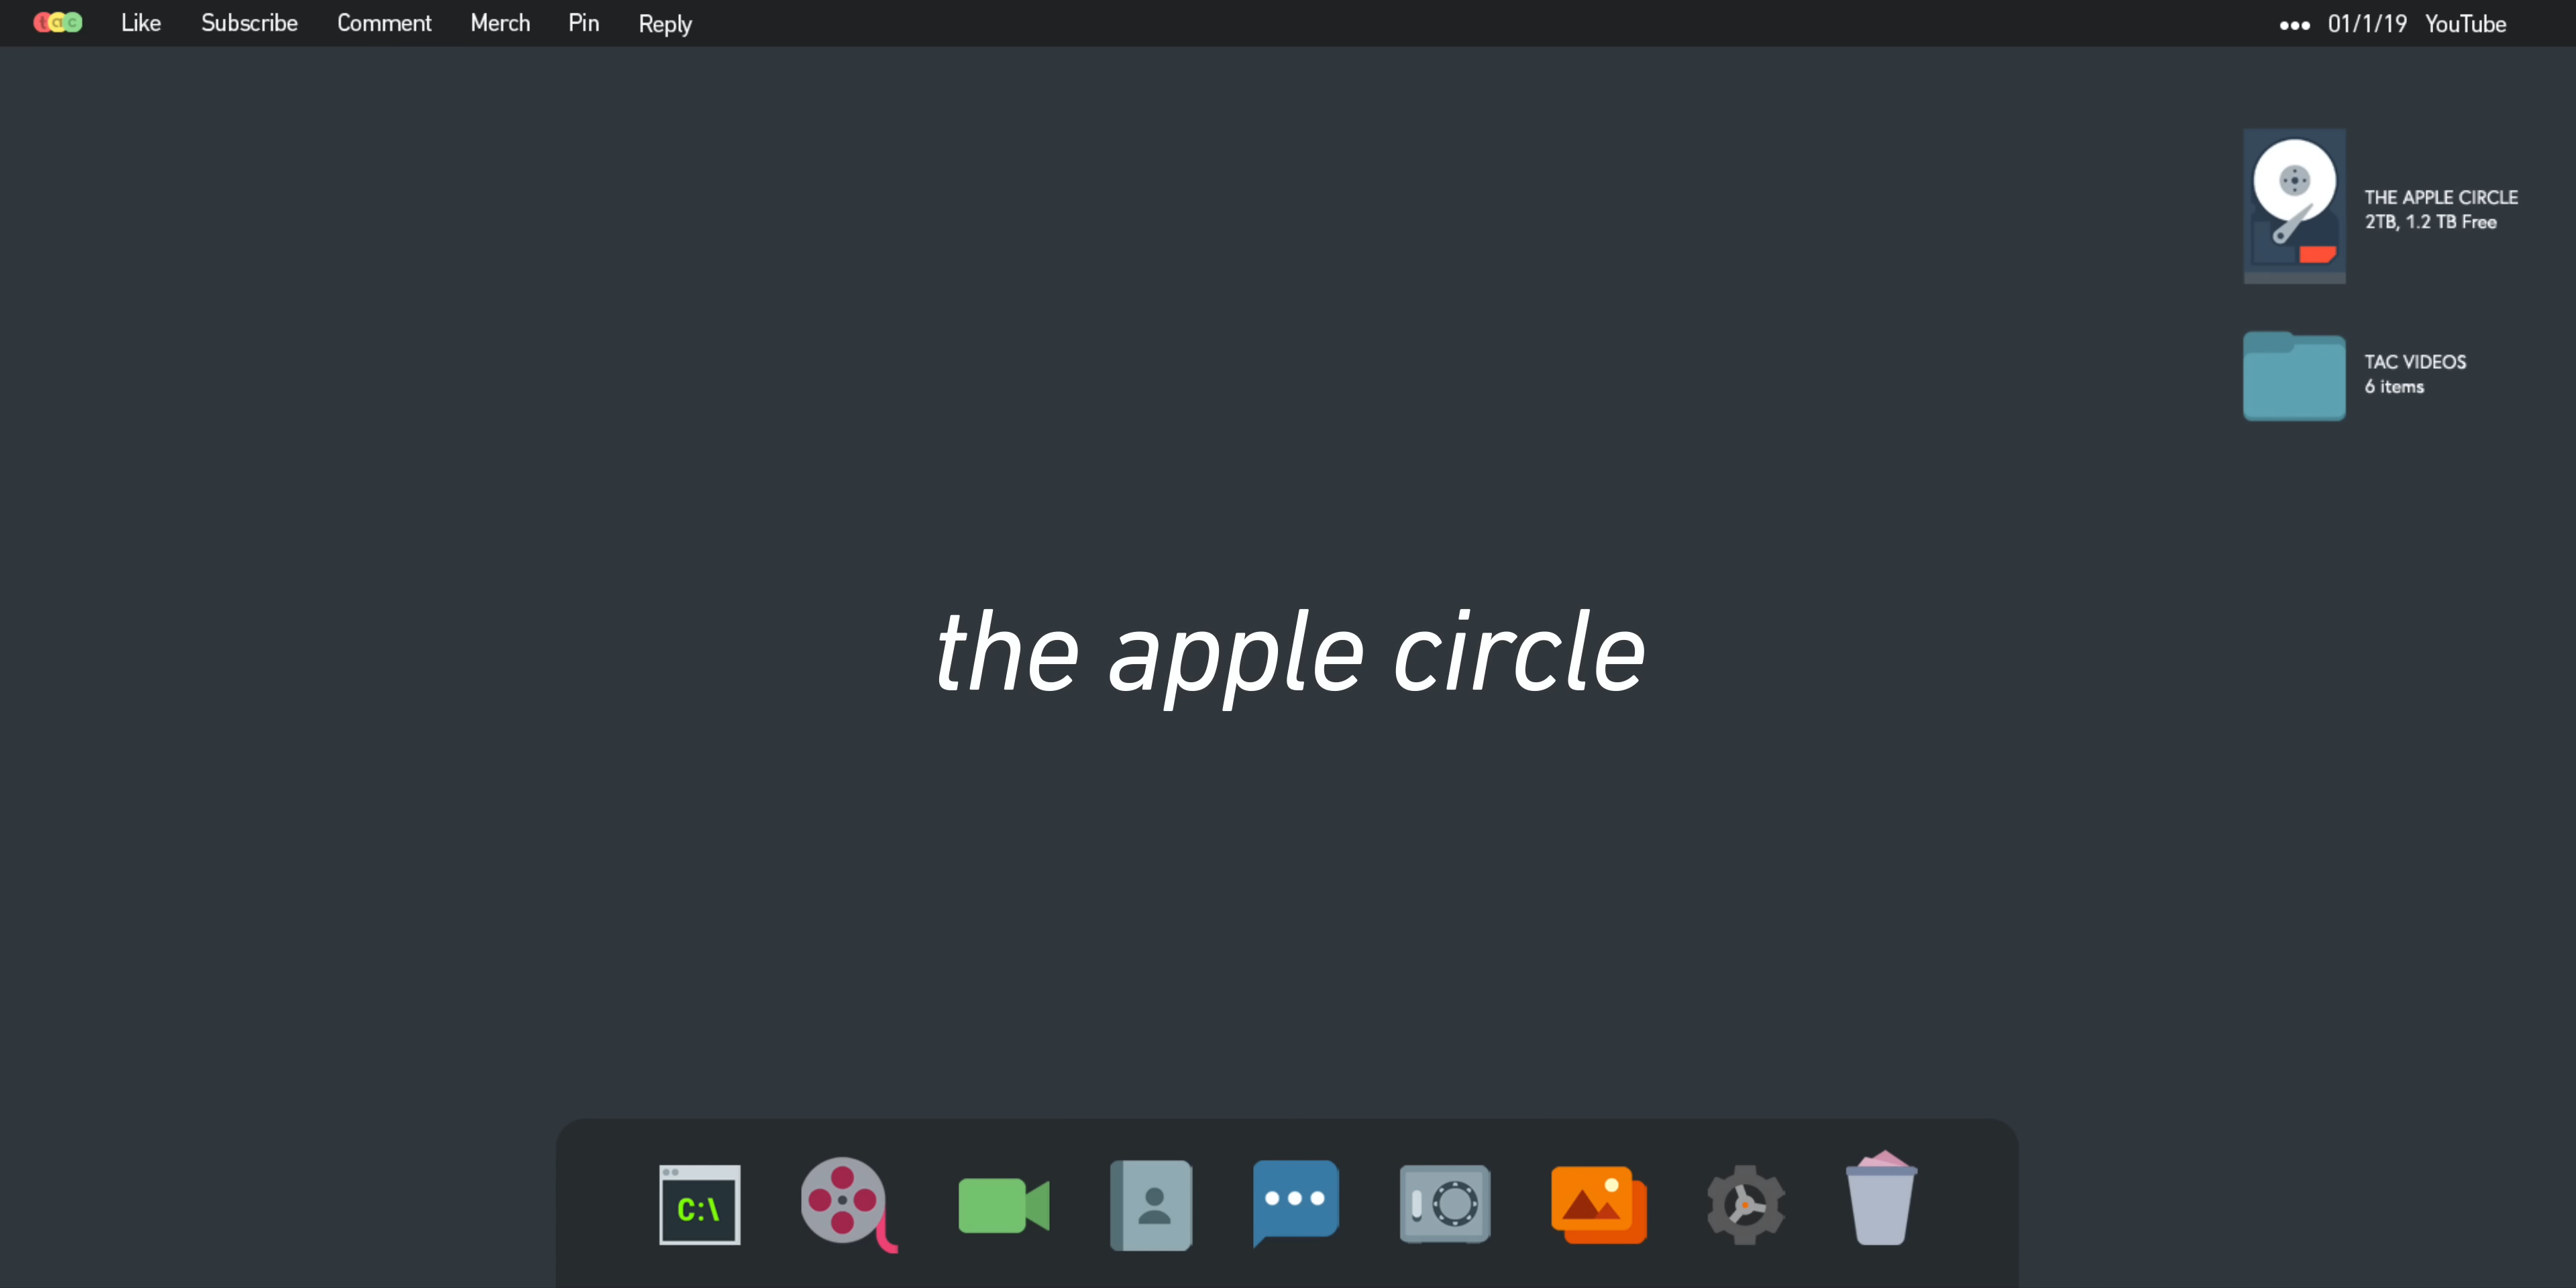 tac Like Subscribe Comment Merch Pin Reply ••• 01/1/19 YouTube
THE APPLE CIRCLE
2TB, 1.2 TB Free
TAC VIDEOS
6 items
the apple circle
C:\